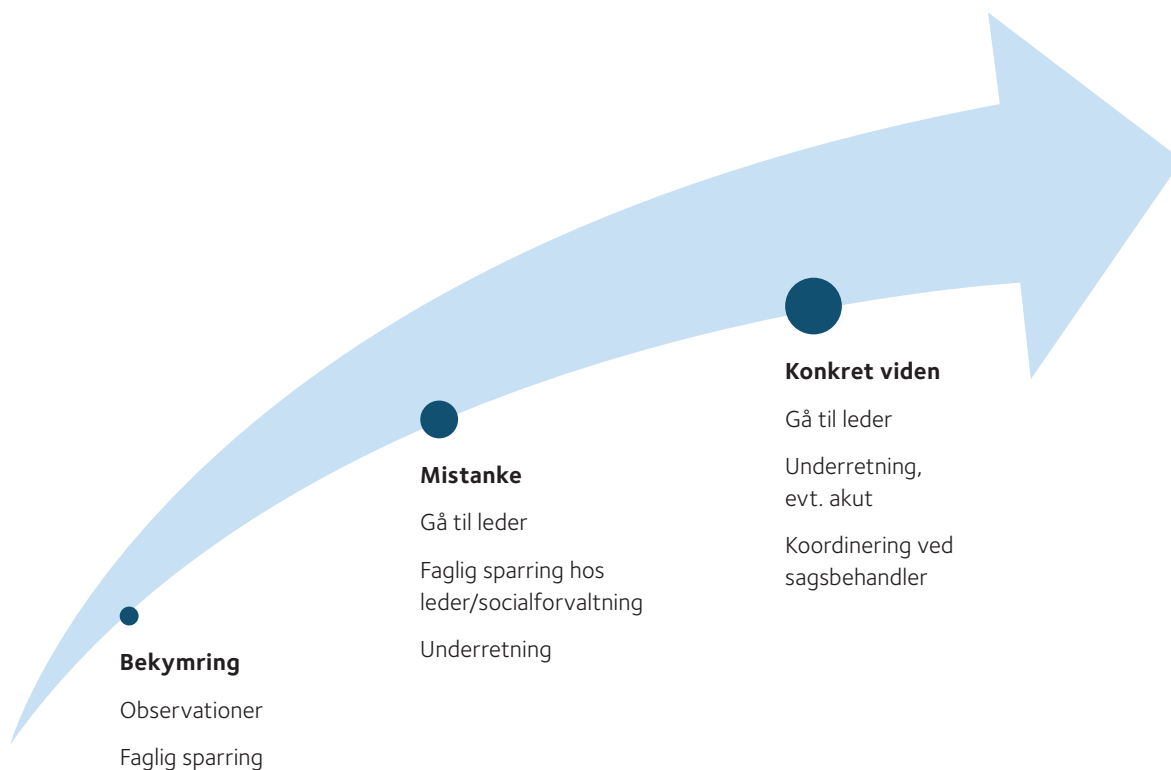 Bekymring
Observationer
Faglig sparring
Mistanke
Gå til leder
Faglig sparring hos
leder/socialforvaltning
Underretning
Konkret viden
Gå til leder
Underretning,
evt. akut
Koordinering ved
sagsbehandler